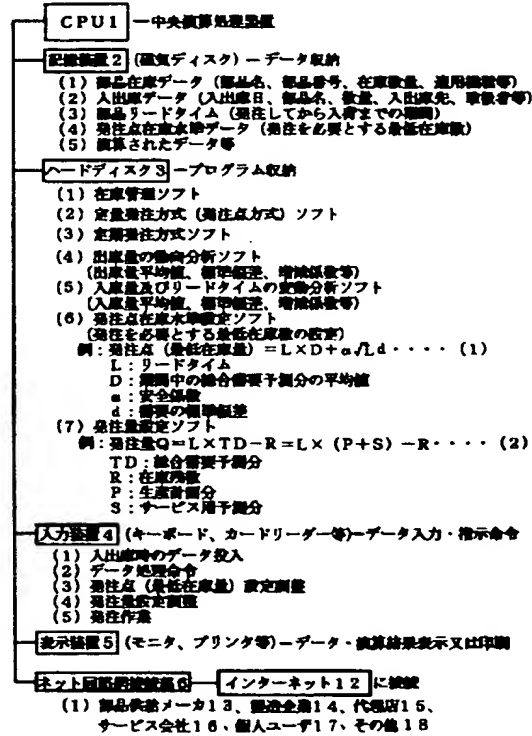 CPU1 ー中央演算処理装置
記憶装置2 (磁気ディスク) ーデータ収納
(1) 部品在庫データ (部品名、部品番号、在庫数量、適用機種等)
(2) 入出庫データ (入出庫日、部品名、数量、入出庫先、取扱者等)
(3) 部品リードタイム (発注してから入荷までの期間)
(4) 発注点在庫水準データ (発注を必要とする最低在庫数)
(5) 演算されたデータ等
ハードディスク3 ープログラム収納
(1) 在庫管理ソフト
(2) 定量発注方式 (発注点方式) ソフト
(3) 定期発注方式ソフト
(4) 出庫量の傾向分析ソフト
(出庫量平均値、標準偏差、増減係数等)
(5) 入庫量及びリードタイムの変動分析ソフト
(入庫量平均値、標準偏差、増減係数等)
(6) 発注点在庫水準設定ソフト
(発注を必要とする最低在庫数の設定)
例:発注点 (最低在庫量) =L×D+α√Ld・・・・ (1)
L:リードタイム
D:期間中の総合需要予測分の平均値
α:安全係数
d:需要の標準偏差
(7) 発注量設定ソフト
例:発注量Q=L×TD−R=L× (P+S) −R・・・・ (2)
TD:総合需要予測分
R:在庫残数
P:生産計画分
S:サービス用予測分
入力装置4 (キーボード、カードリーダー等)ーデータ入力・指示命令
(1) 入出庫時のデータ投入
(2) データ処理命令
(3) 発注点 (最低在庫量) 設定調整
(4) 発注量設定調整
(5) 発注作業
表示装置5 (モニタ、プリンタ等) ーデータ・演算結果表示又は印刷
ネット回路網接続器6 ー インターネット12 に接続
(1) 部品供給メーカ13、製造企業14、代理店15、
サービス会社16、個人ユーザ17、その他18